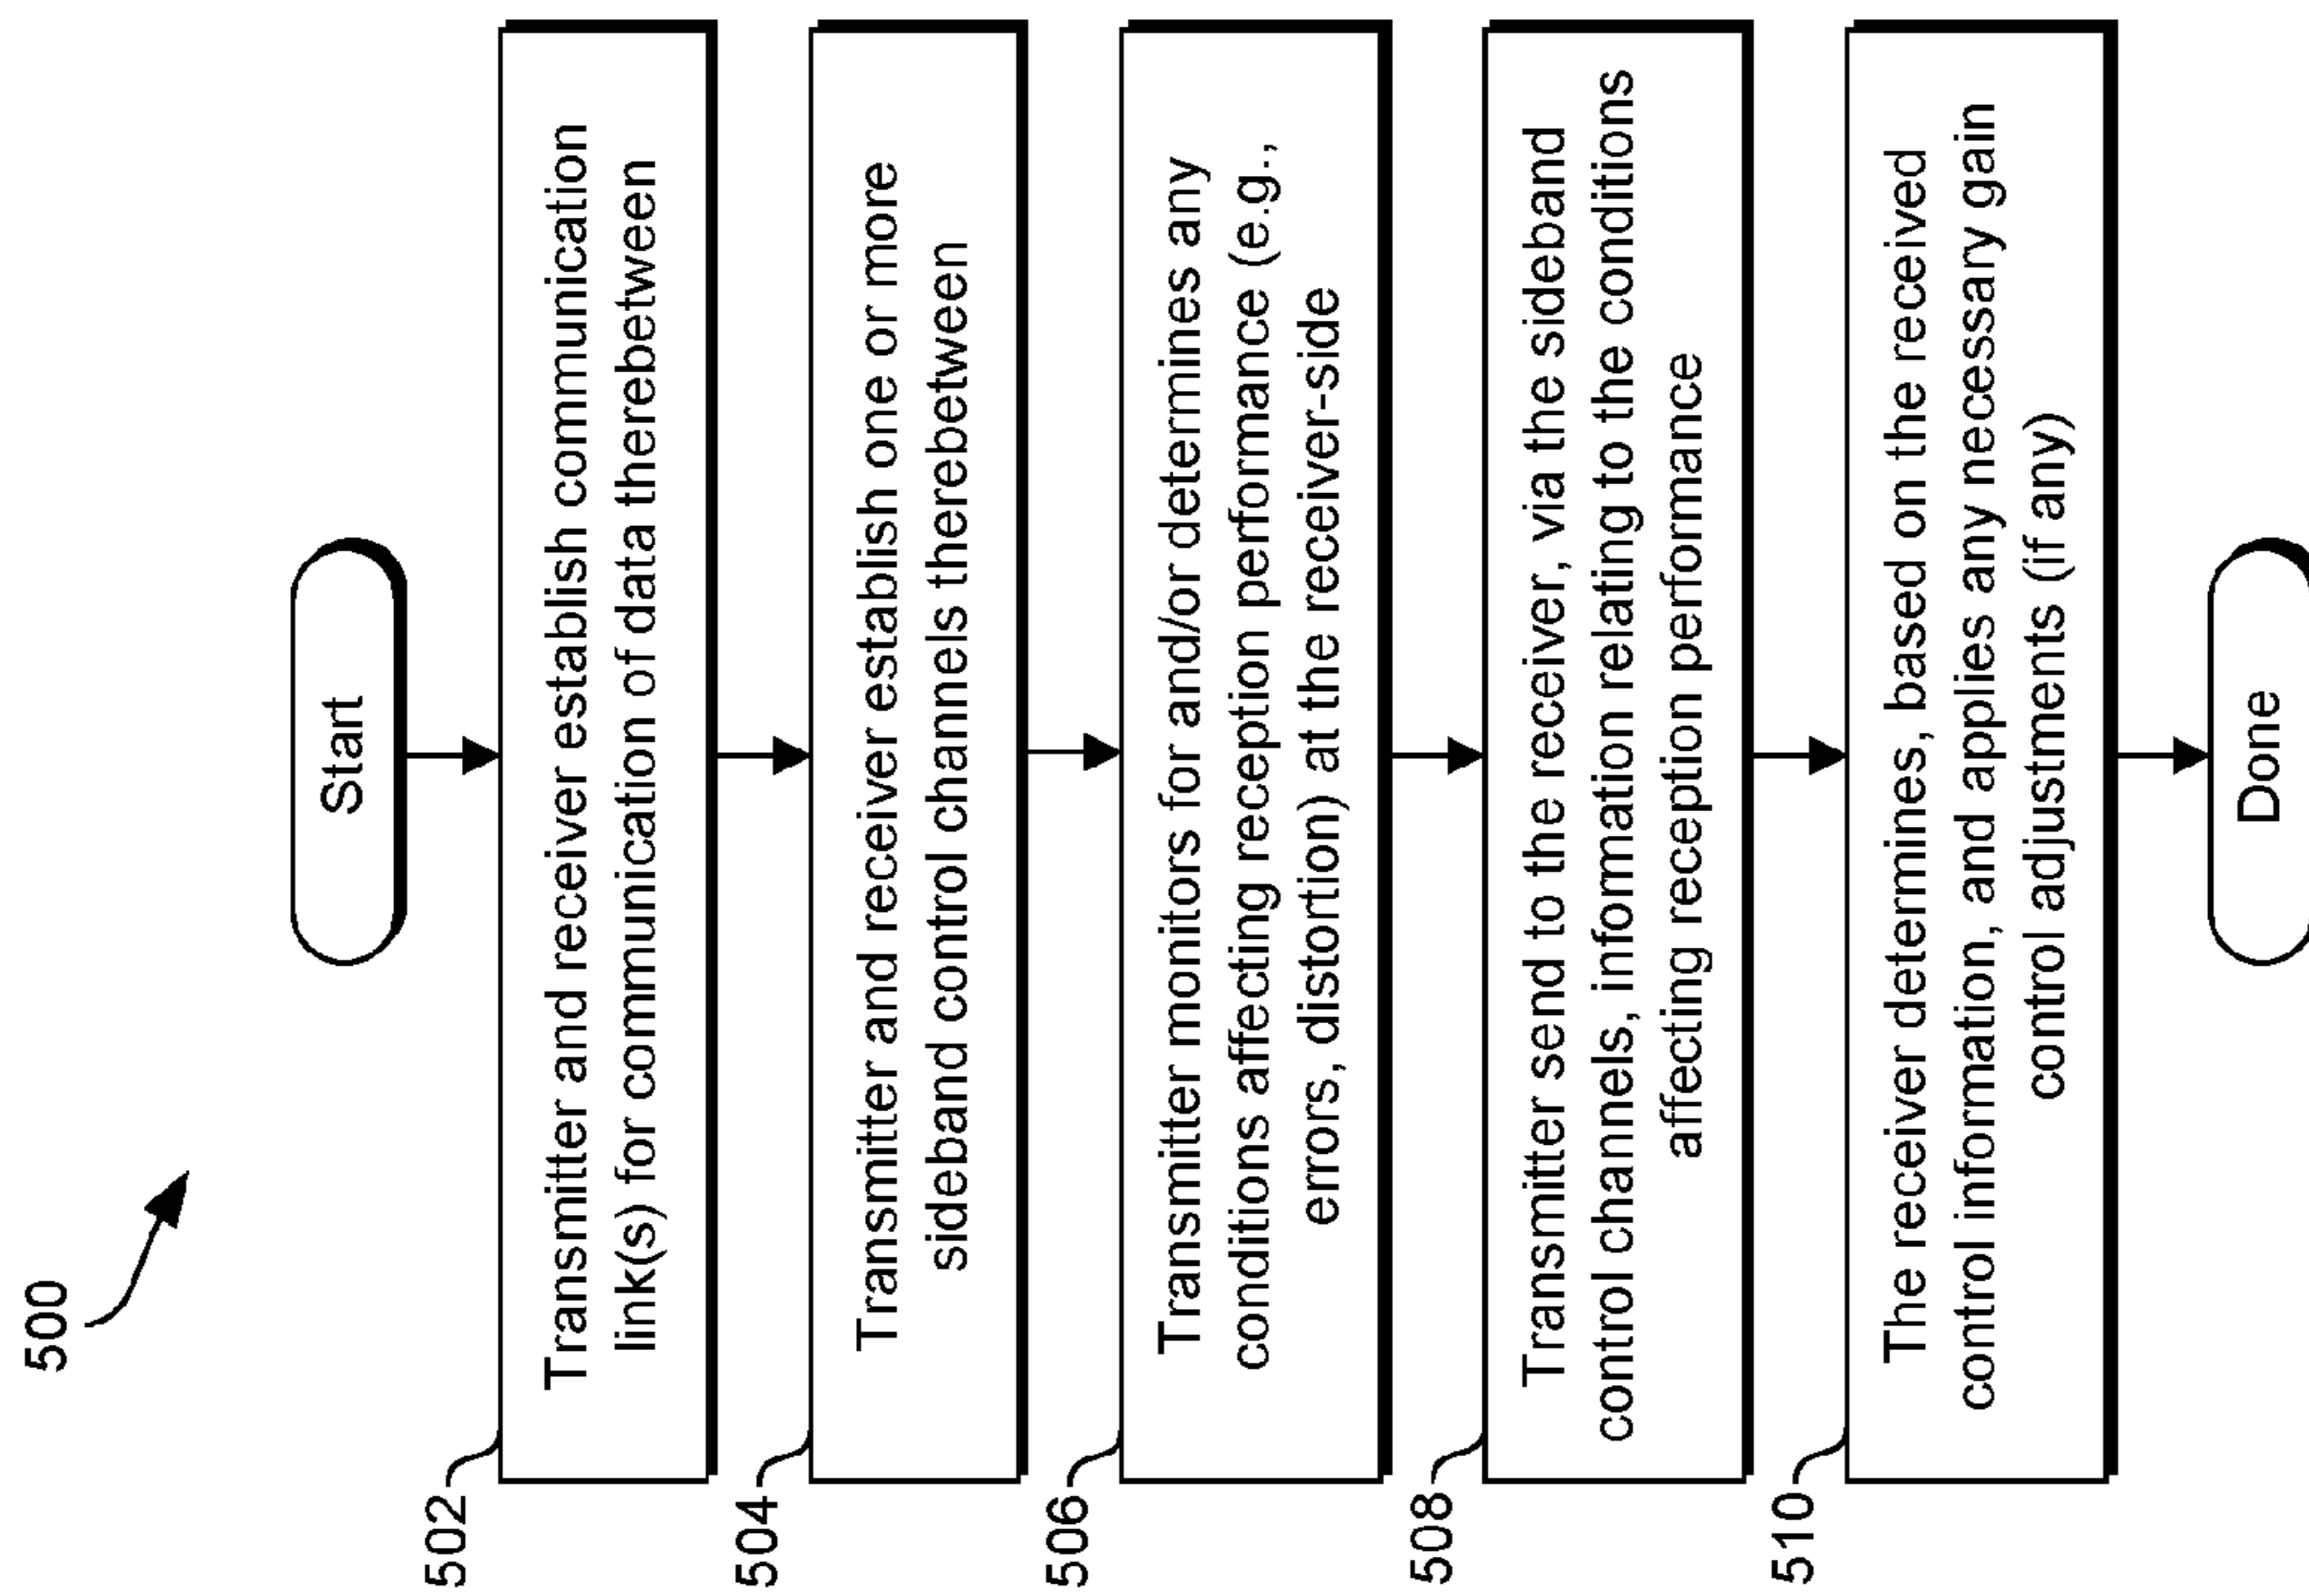 500
Start
502
Transmitter and receiver establish communication
link(s) for communication of data therebetween
504
Transmitter and receiver establish one or more
sideband control channels therebetween
506
Transmitter monitors for and/or determines any
conditions affecting reception performance (e.g.,
errors, distortion) at the receiver-side
508
Transmitter send to the receiver, via the sideband
control channels, information relating to the conditions
affecting reception performance
510
The receiver determines, based on the received
control information, and applies any necessary gain
control adjustments (if any)
Done